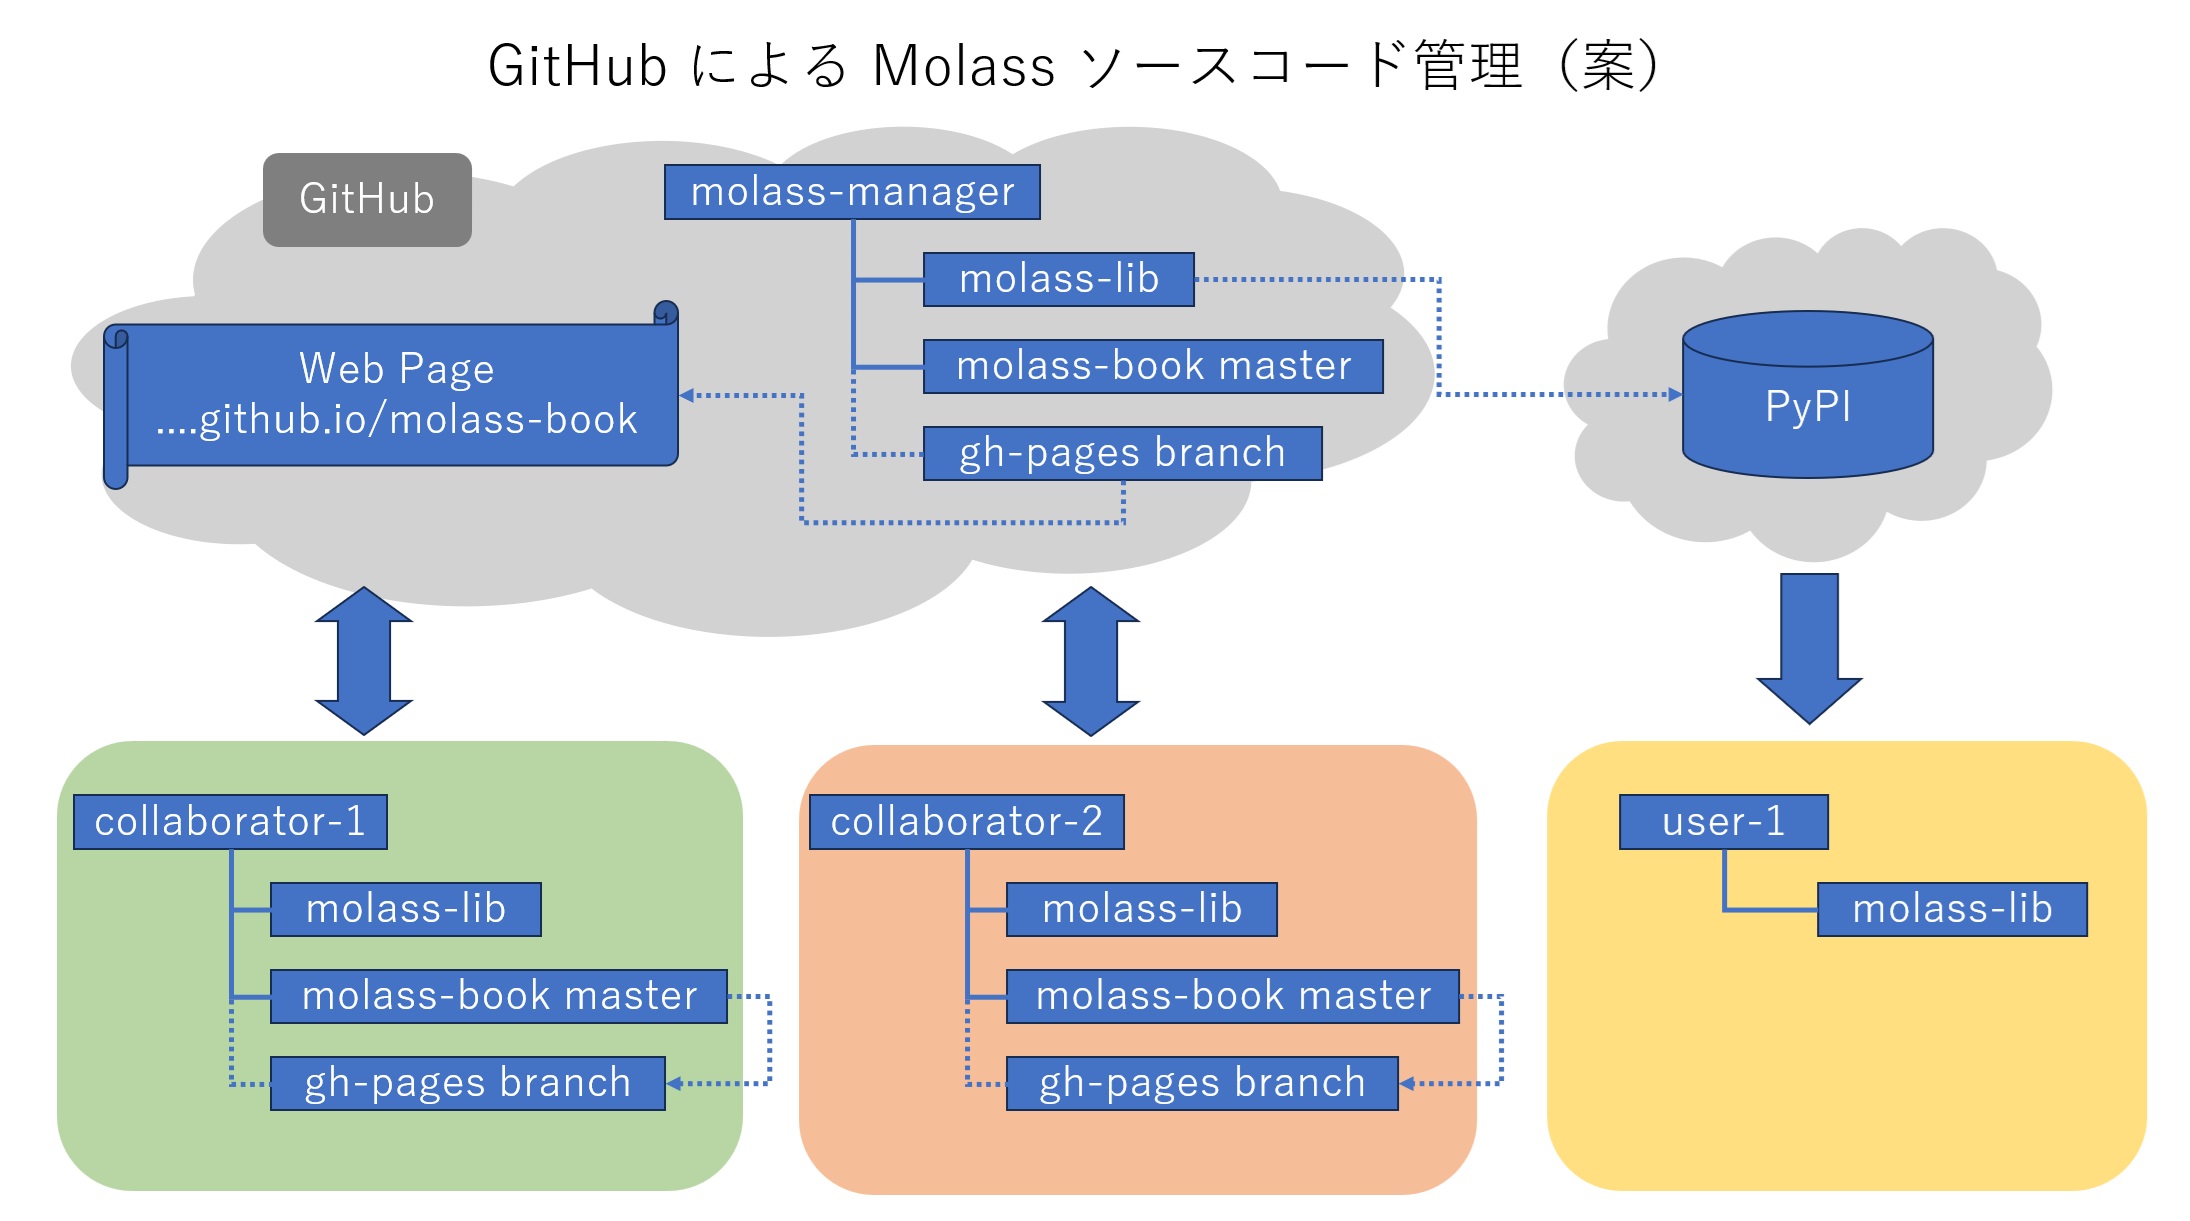 GitHub による Molass ソースコード管理（案）
GitHub
molass-manager
molass-lib
molass-book master
gh-pages branch
Web Page
....github.io/molass-book
PyPI
collaborator-1
molass-lib
molass-book master
gh-pages branch
collaborator-2
molass-lib
molass-book master
gh-pages branch
user-1
molass-lib